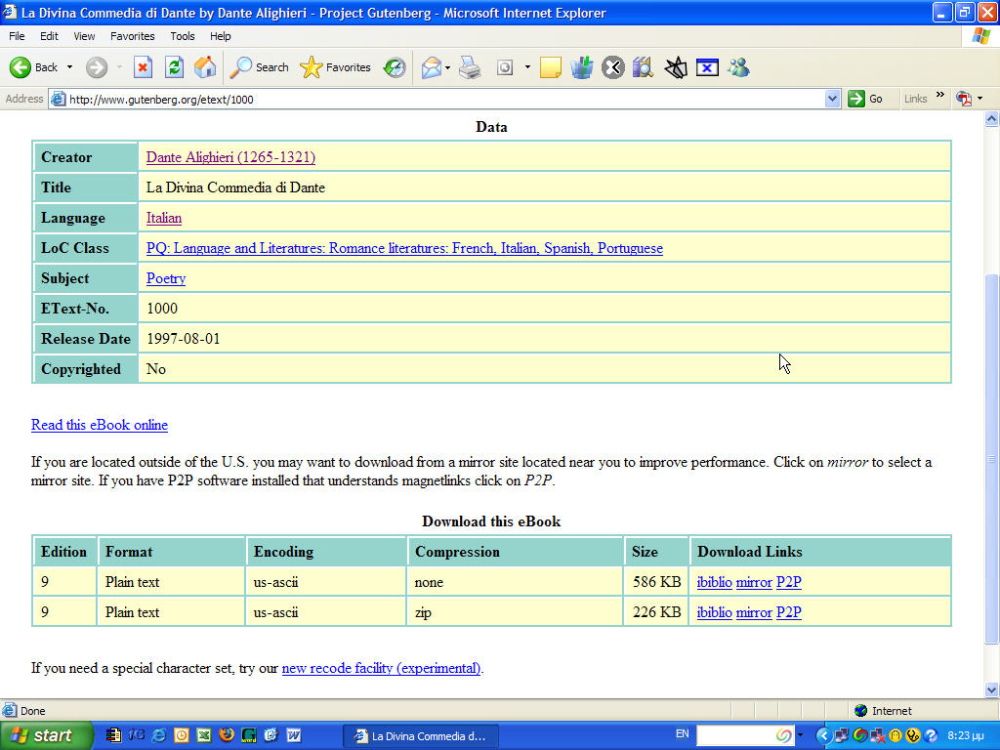 La Divina Commedia di Dante by Dante Alighieri - Project Gutenberg - Microsoft Internet Explorer
File Edit View Favorites Tools Help
Back Search Favorites
Address http://www.gutenberg.org/etext/1000 Go Links »
Data
Creator Dante Alighieri (1265-1321)
Title La Divina Commedia di Dante
Language Italian
LoC Class PQ: Language and Literatures: Romance literatures: French, Italian, Spanish, Portuguese
Subject Poetry
EText-No. 1000
Release Date 1997-08-01
Copyrighted No
Read this eBook online
If you are located outside of the U.S. you may want to download from a mirror site located near you to improve performance. Click on mirror to select a
mirror site. If you have P2P software installed that understands magnetlinks click on P2P.
Download this eBook
Edition Format Encoding Compression Size Download Links
9 Plain text us-ascii none 586 KB ibiblio mirror P2P
9 Plain text us-ascii zip 226 KB ibiblio mirror P2P
If you need a special character set, try our new recode facility (experimental).
Done Internet
start La Divina Commedia d... EN 8:23 μμ